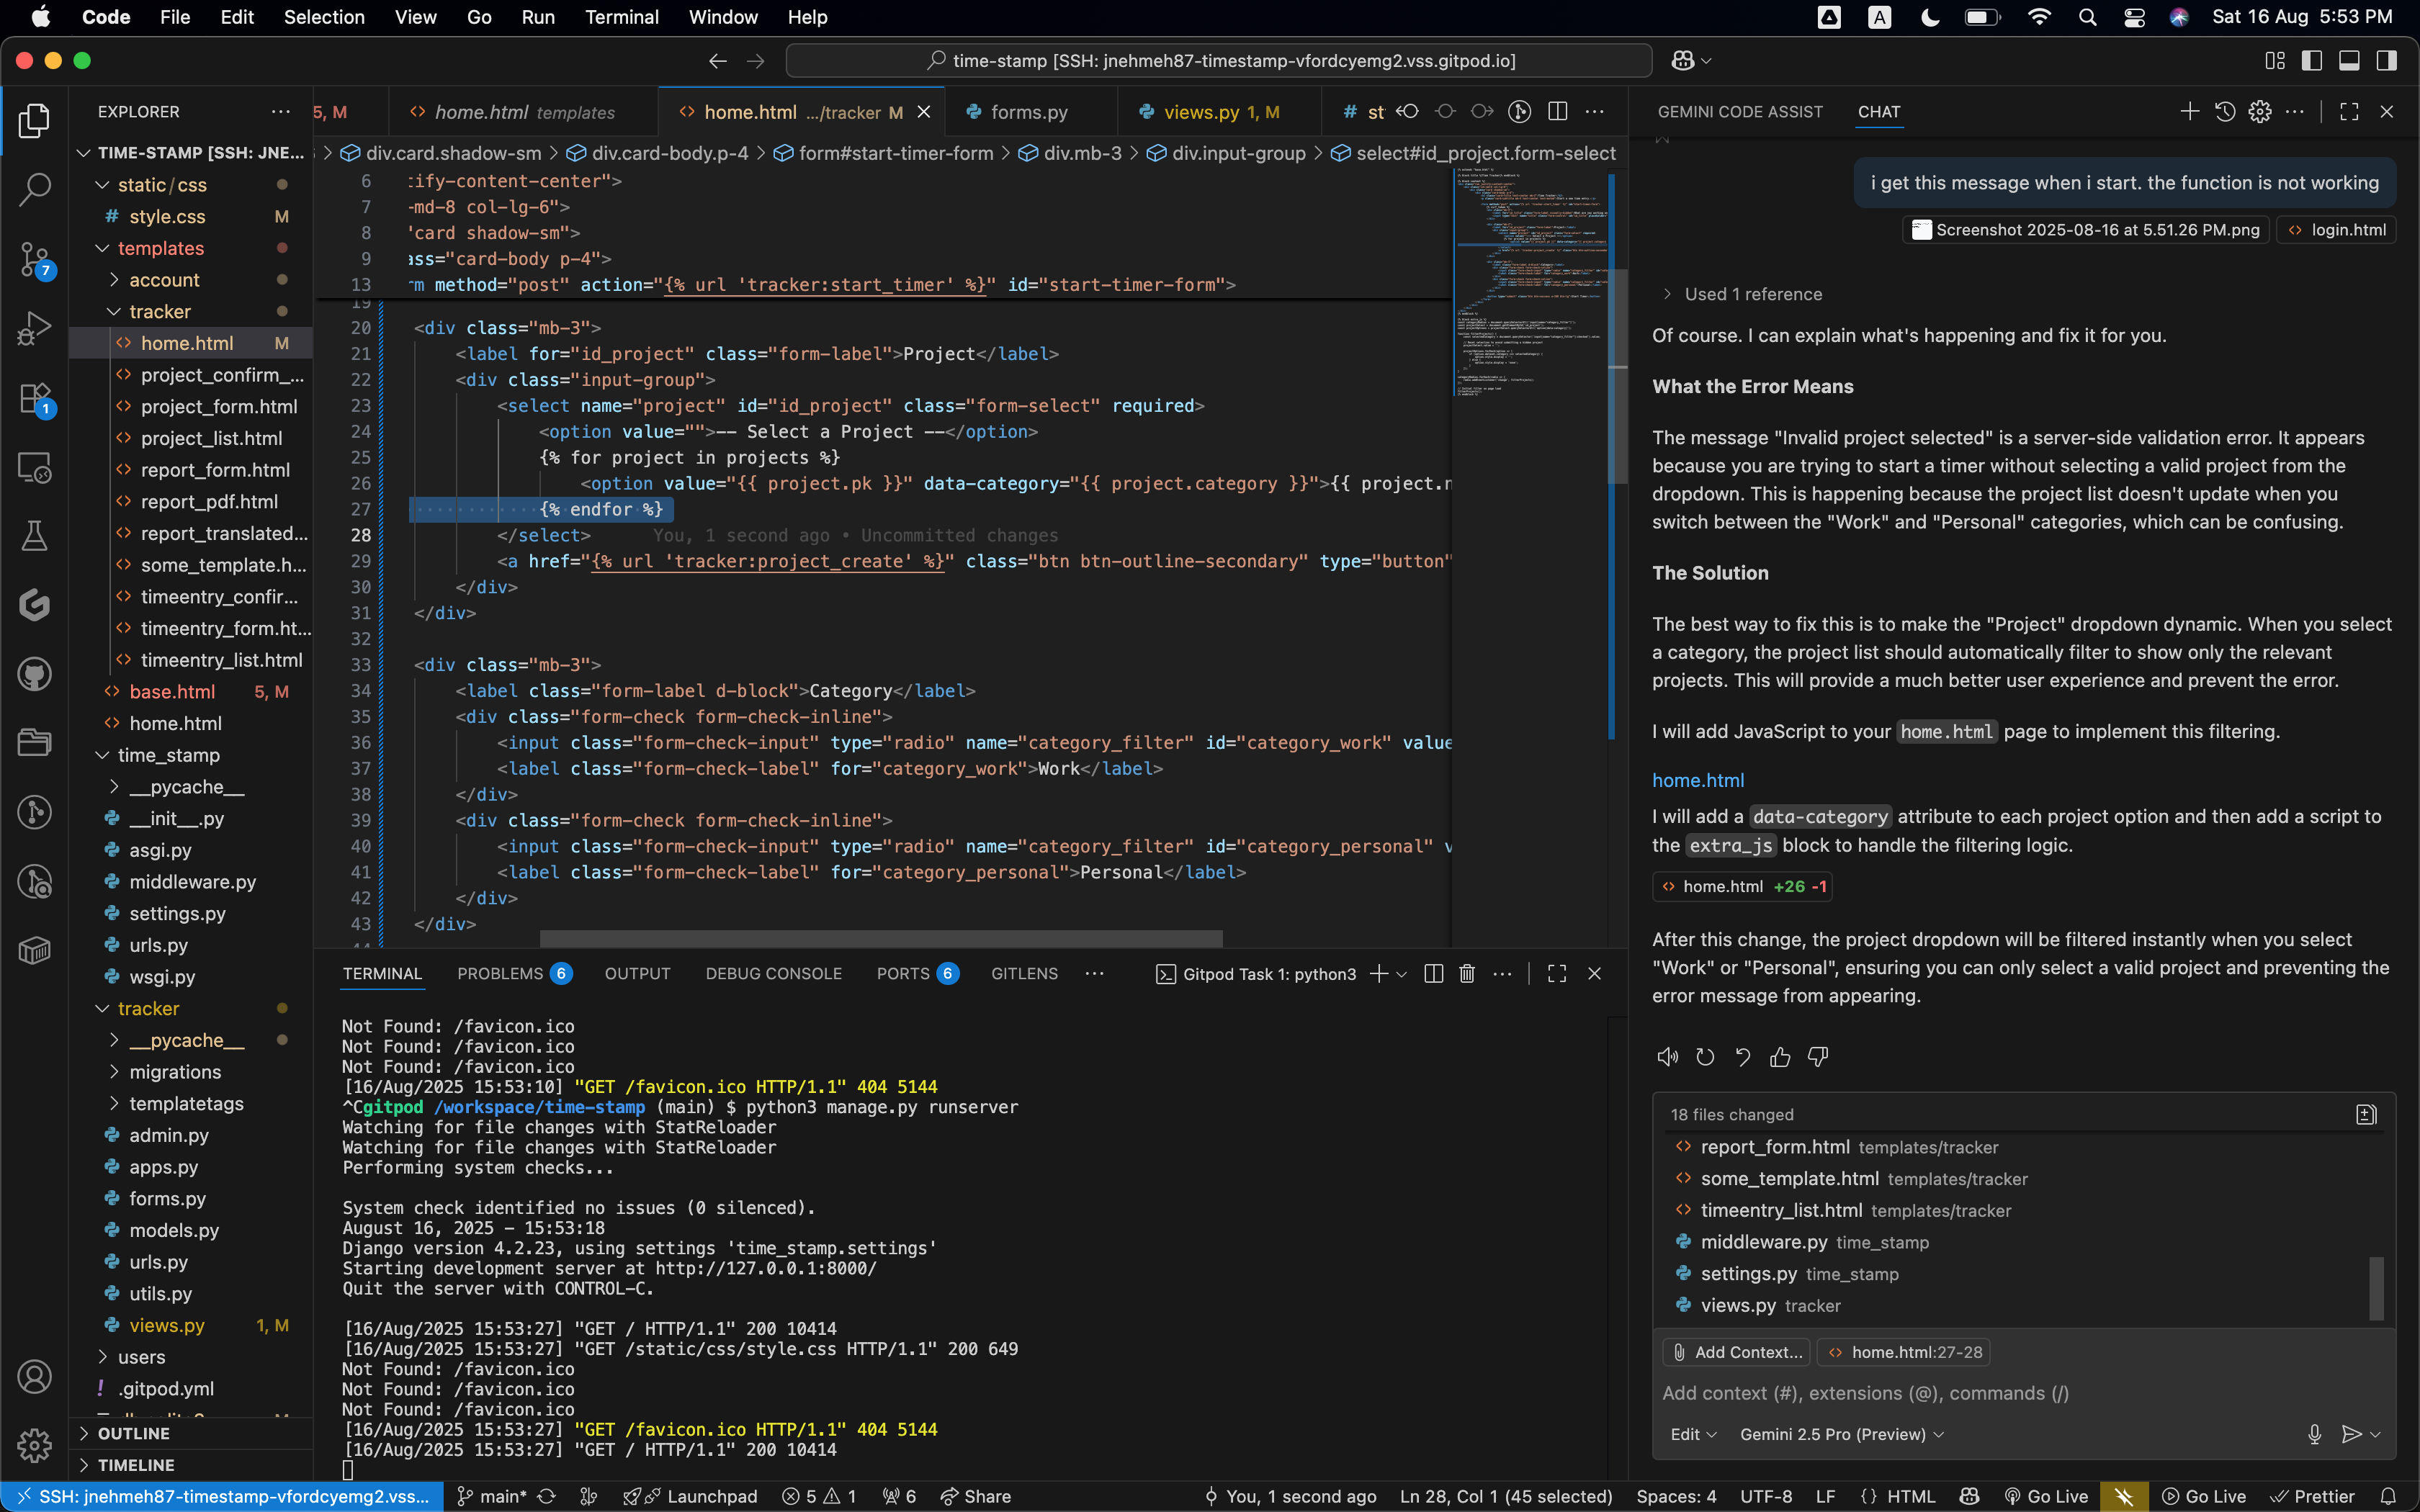 Code File Edit Selection View Go Run Terminal Window Help
A
Sat 16 Aug 5:53 PM
time-stamp [SSH: jnehmeh87-timestamp-vfordcyemg2.vss.gitpod.io]
EXPLORER
TIME-STAMP [SSH: JNE...
static/css
# style.css M
templates
account
tracker
home.html M
project_confirm_...
project_form.html
project_list.html
report_form.html
report_pdf.html
report_translated...
some_template.h...
timeentry_confir...
timeentry_form.ht...
timeentry_list.html
base.html 5, M
home.html
time_stamp
__pycache__
__init__.py
asgi.py
middleware.py
settings.py
urls.py
wsgi.py
tracker
__pycache__
migrations
templatetags
admin.py
apps.py
forms.py
models.py
urls.py
utils.py
views.py 1, M
users
! .gitpod.yml
OUTLINE
TIMELINE
7
1
5, M
home.html templates
home.html .../tracker M
forms.py
views.py 1, M
# st
div.card.shadow-sm > div.card-body.p-4 > form#start-timer-form > div.mb-3 > div.input-group > select#id_project.form-select
6 :ify-content-center">
7 -md-8 col-lg-6">
8 "card shadow-sm">
9 ass="card-body p-4">
13 rm method="post" action="{% url 'tracker:start_timer' %}" id="start-timer-form">
19
20 <div class="mb-3">
21 <label for="id_project" class="form-label">Project</label>
22 <div class="input-group">
23 <select name="project" id="id_project" class="form-select" required>
24 <option value="">-- Select a Project --</option>
25 {% for project in projects %}
26 <option value="{{ project.pk }}" data-category="{{ project.category }}">{{ project.n
27 {% endfor %}
28 </select> You, 1 second ago • Uncommitted changes
29 <a href="{% url 'tracker:project_create' %}" class="btn btn-outline-secondary" type="button"
30 </div>
31 </div>
32
33 <div class="mb-3">
34 <label class="form-label d-block">Category</label>
35 <div class="form-check form-check-inline">
36 <input class="form-check-input" type="radio" name="category_filter" id="category_work" value
37 <label class="form-check-label" for="category_work">Work</label>
38 </div>
39 <div class="form-check form-check-inline">
40 <input class="form-check-input" type="radio" name="category_filter" id="category_personal" v
41 <label class="form-check-label" for="category_personal">Personal</label>
42 </div>
43 </div>
TERMINAL PROBLEMS 6 OUTPUT DEBUG CONSOLE PORTS 6 GITLENS
Gitpod Task 1: python3
Not Found: /favicon.ico
Not Found: /favicon.ico
Not Found: /favicon.ico
[16/Aug/2025 15:53:10] "GET /favicon.ico HTTP/1.1" 404 5144
^Cgitpod /workspace/time-stamp (main) $ python3 manage.py runserver
Watching for file changes with StatReloader
Watching for file changes with StatReloader
Performing system checks...
System check identified no issues (0 silenced).
August 16, 2025 - 15:53:18
Django version 4.2.23, using settings 'time_stamp.settings'
Starting development server at http://127.0.0.1:8000/
Quit the server with CONTROL-C.
[16/Aug/2025 15:53:27] "GET / HTTP/1.1" 200 10414
[16/Aug/2025 15:53:27] "GET /static/css/style.css HTTP/1.1" 200 649
Not Found: /favicon.ico
Not Found: /favicon.ico
Not Found: /favicon.ico
[16/Aug/2025 15:53:27] "GET /favicon.ico HTTP/1.1" 404 5144
[16/Aug/2025 15:53:27] "GET / HTTP/1.1" 200 10414
GEMINI CODE ASSIST CHAT
i get this message when i start. the function is not working
Screenshot 2025-08-16 at 5.51.26 PM.png
login.html
Used 1 reference
Of course. I can explain what's happening and fix it for you.
What the Error Means
The message "Invalid project selected" is a server-side validation error. It appears
because you are trying to start a timer without selecting a valid project from the
dropdown. This is happening because the project list doesn't update when you
switch between the "Work" and "Personal" categories, which can be confusing.
The Solution
The best way to fix this is to make the "Project" dropdown dynamic. When you select
a category, the project list should automatically filter to show only the relevant
projects. This will provide a much better user experience and prevent the error.
I will add JavaScript to your home.html page to implement this filtering.
home.html
I will add a data-category attribute to each project option and then add a script to
the extra_js block to handle the filtering logic.
home.html +26 -1
After this change, the project dropdown will be filtered instantly when you select
"Work" or "Personal", ensuring you can only select a valid project and preventing the
error message from appearing.
18 files changed
report_form.html templates/tracker
some_template.html templates/tracker
timeentry_list.html templates/tracker
middleware.py time_stamp
settings.py time_stamp
views.py tracker
Add Context...
home.html:27-28
Add context (#), extensions (@), commands (/)
Edit
Gemini 2.5 Pro (Preview)
SSH: jnehmeh87-timestamp-vfordcyemg2.vss... main* Launchpad 5 1 6 Share
You, 1 second ago Ln 28, Col 1 (45 selected) Spaces: 4 UTF-8 LF {} HTML Go Live Go Live Prettier